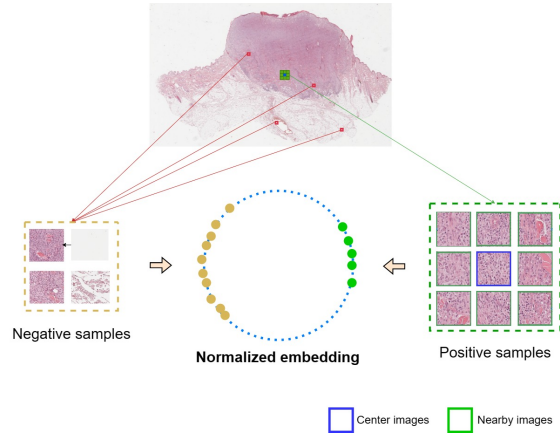 Negative samples
Normalized embedding
Positive samples
Center images
Nearby images